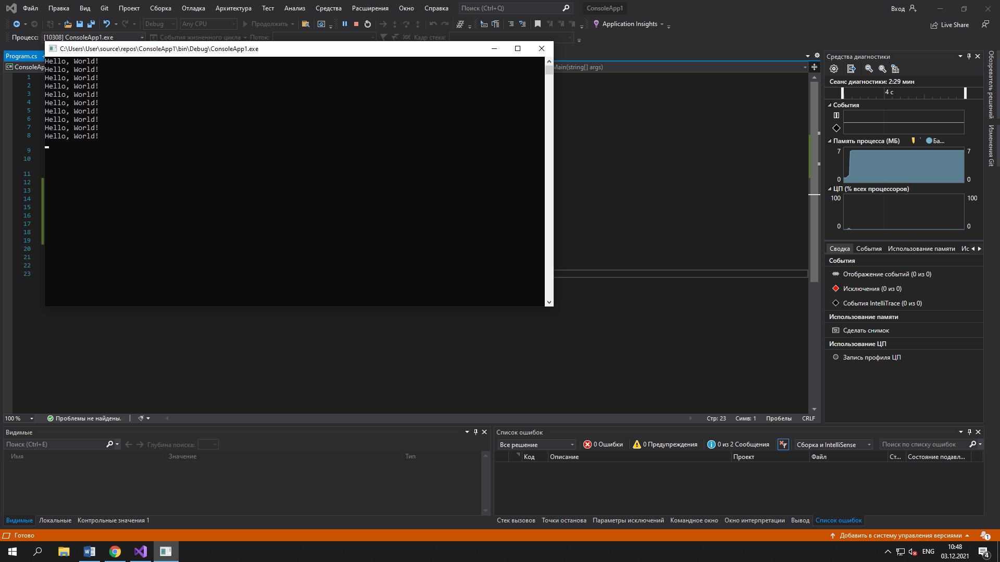 Файл Правка Вид Git Проект Сборка Отладка Архитектура Тест Анализ Средства Расширения Окно Справка Поиск (Ctrl+Q) ConsoleApp1 Вход
Debug Any CPU Продолжить Application Insights Live Share
Процесс: [10308] ConsoleApp1.exe События жизненного цикла Поток: Кадр стека:
C:\Users\User\source\repos\ConsoleApp1\bin\Debug\ConsoleApp1.exe
Hello, World!
Hello, World!
Hello, World!
Hello, World!
Hello, World!
Hello, World!
Hello, World!
Hello, World!
Hello, World!
Hello, World!
Program.cs
C# ConsoleAp
Main(string[] args)
1
2
3
4
5
6
7
8
9
10
11
12
13
14
15
16
17
18
19
20
21
22
23
Средства диагностики
Сеанс диагностики: 2:29 мин
4 с
События
Память процесса (МБ) Ба...
7 7
0 0
ЦП (% всех процессоров)
100 100
0 0
Сводка События Использование памяти Ис
События
Отображение событий (0 из 0)
Исключения (0 из 0)
События IntelliTrace (0 из 0)
Использование памяти
Сделать снимок
Использование ЦП
Запись профиля ЦП
Обозреватель решений
Изменения Git
100 % Проблемы не найдены. Стр: 23 Симв: 1 Пробелы CRLF
Видимые
Поиск (Ctrl+E) Глубина поиска:
Имя Значение Тип
Видимые Локальные Контрольные значения 1
Список ошибок
Все решение 0 Ошибки 0 Предупреждения 0 из 2 Сообщения Сборка и IntelliSense Поиск по списку ошибок
Код Описание Проект Файл Ст... Состояние подавл...
Стек вызовов Точки останова Параметры исключений Командное окно Окно интерпретации Вывод Список ошибок
Готово Добавить в систему управления версиями 1
ENG 10:48
03.12.2021 4